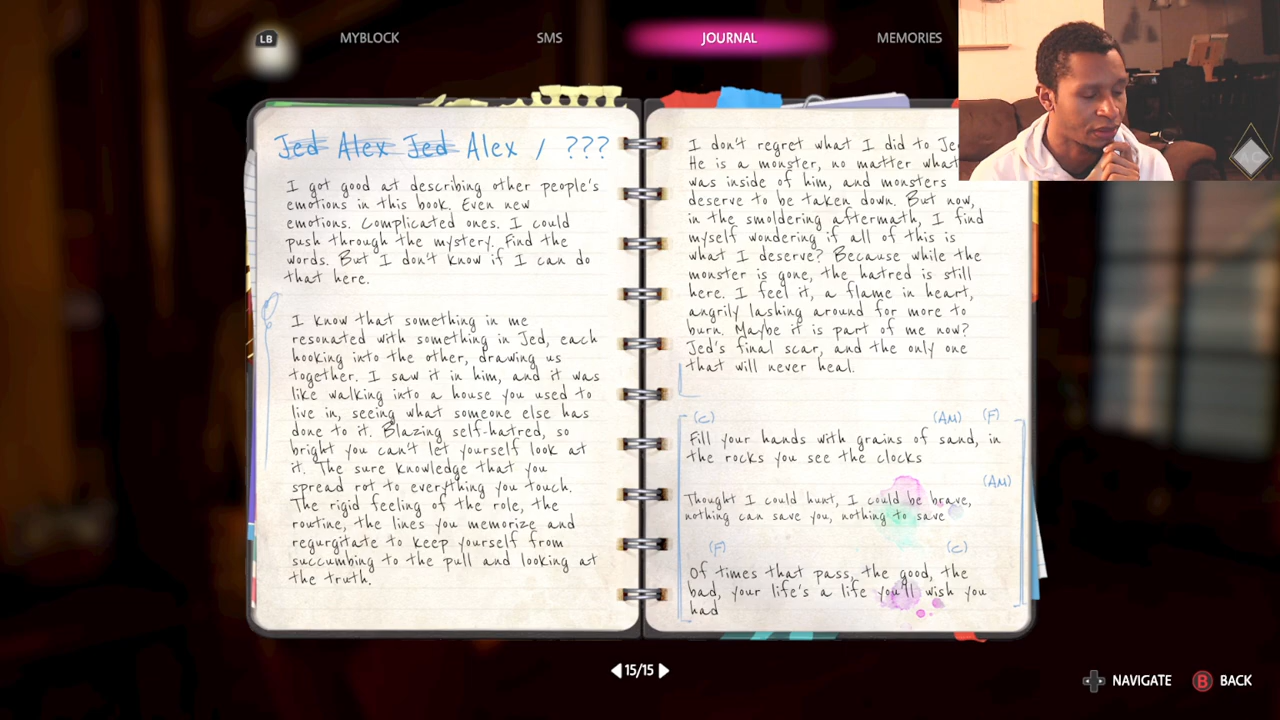 LB
MYBLOCK
SMS
JOURNAL
MEMORIES
Jed Alex Jed Alex / ???
I got good at describing other people's
emotions in this book. Even new
emotions. Complicated ones. I could
push through the mystery. Find the
words. But I don't know if I can do
that here.
I know that something in me
resonated with something in Jed, each
hooking into the other, drawing us
together. I saw it in him, and it was
like walking into a house you used to
live in, seeing what someone else has
done to it. Blazing self-hatred, so
bright you can't let yourself look at
it. The sure knowledge that you
spread rot to everything you touch.
The rigid feeling of the role, the
routine, the lines you memorize and
regurgitate to keep yourself from
succumbing to the pull and looking at
the truth.
I don't regret what I did to
He is a monster, no matter what
was inside of him, and monsters
deserve to be taken down. But now,
in the smoldering aftermath, I find
myself wondering if all of this is
what I deserve? Because while the
monster is gone, the hatred is still
here. I feel it, a flame in heart,
angrily lashing around for more to
burn. Maybe it is part of me now?
Jed's final scar, and the only one
that will never heal.
(C) (AM) (F)
Fill your hands with grains of sand, in
the rocks you see the clocks
(AM)
Thought I could hunt, I could be brave,
nothing can save you, nothing to save
(F) (C)
Of times that pass, the good, the
bad, your life's a life you'll wish you
had
15/15
NAVIGATE
B BACK